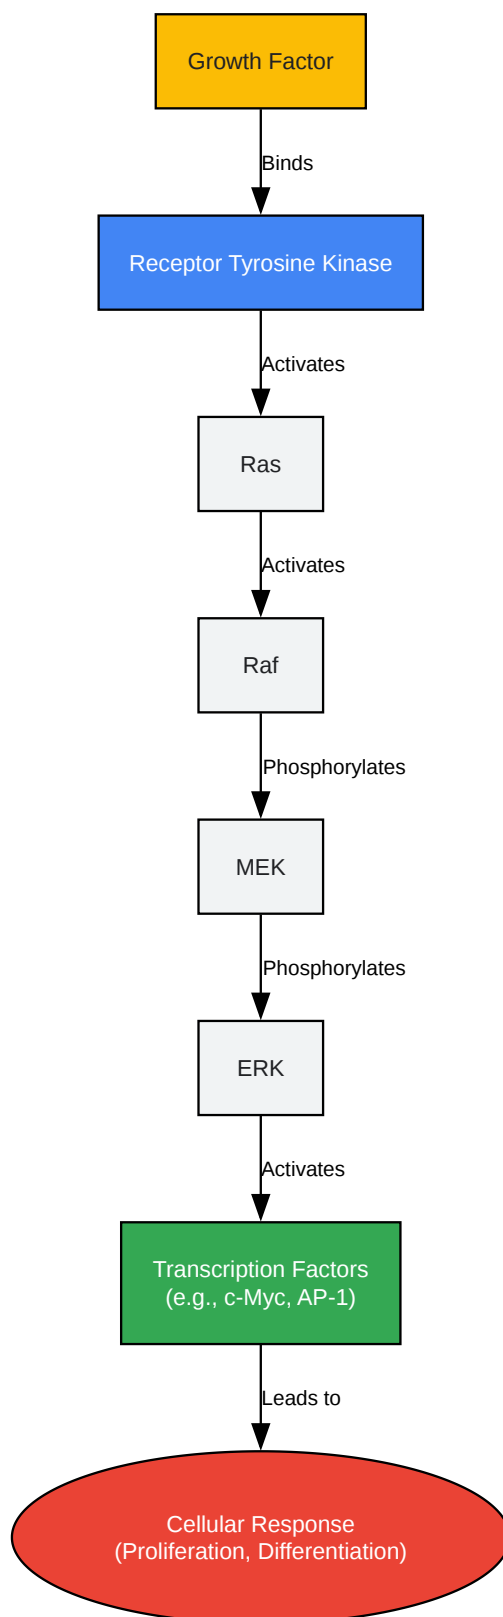 Growth Factor
Binds
Receptor Tyrosine Kinase
Activates
Ras
Activates
Raf
Phosphorylates
MEK
Phosphorylates
ERK
Activates
Transcription Factors
(e.g., c-Myc, AP-1)
Leads to
Cellular Response
(Proliferation, Differentiation)